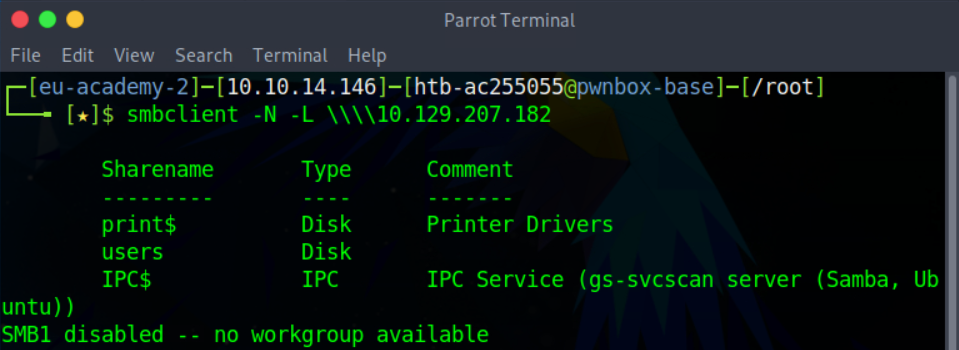 Parrot Terminal
File Edit View Search Terminal Help
[eu-academy-2]─[10.10.14.146]─[htb-ac255055@pwnbox-base]─[/root]
[★]$ smbclient -N -L \\\\10.129.207.182
Sharename Type Comment
--------- ---- -------
print$ Disk Printer Drivers
users Disk
IPC$ IPC IPC Service (gs-svcscan server (Samba, Ub
untu))
SMB1 disabled -- no workgroup available